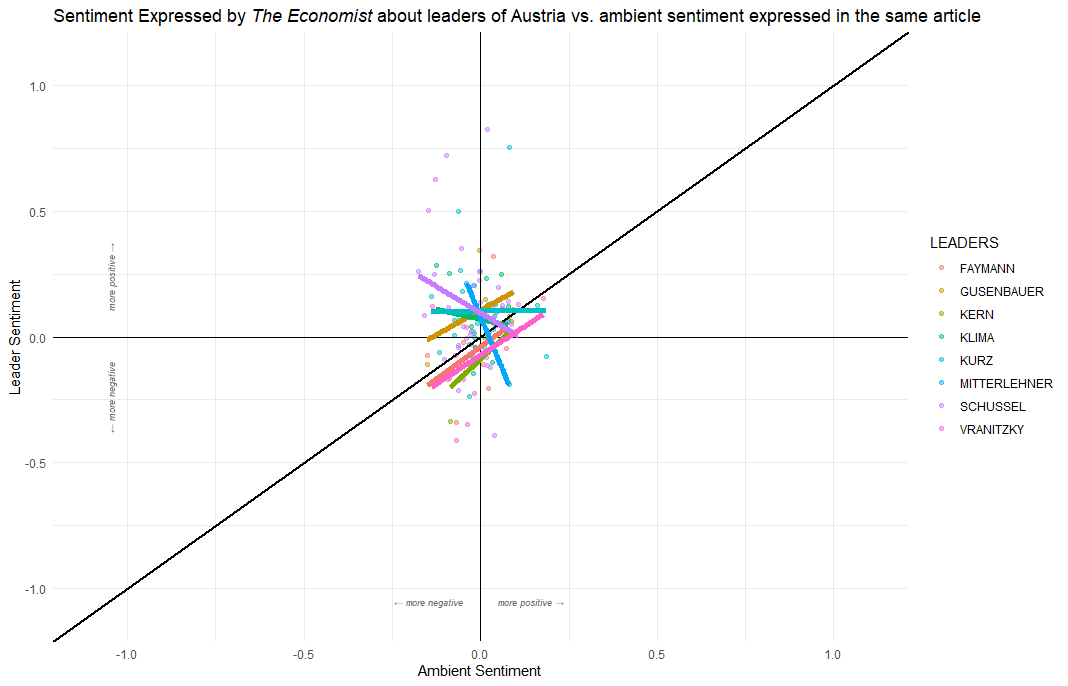 Sentiment Expressed by The Economist about leaders of Austria vs. ambient sentiment expressed in the same article
Leader Sentiment
← more negative
more positive →
1.0
0.5
0.0
-0.5
-1.0
← more negative
more positive →
-1.0
-0.5
0.0
0.5
1.0
Ambient Sentiment
LEADERS
FAYMANN
GUSENBAUER
KERN
KLIMA
KURZ
MITTERLEHNER
SCHUSSEL
VRANITZKY